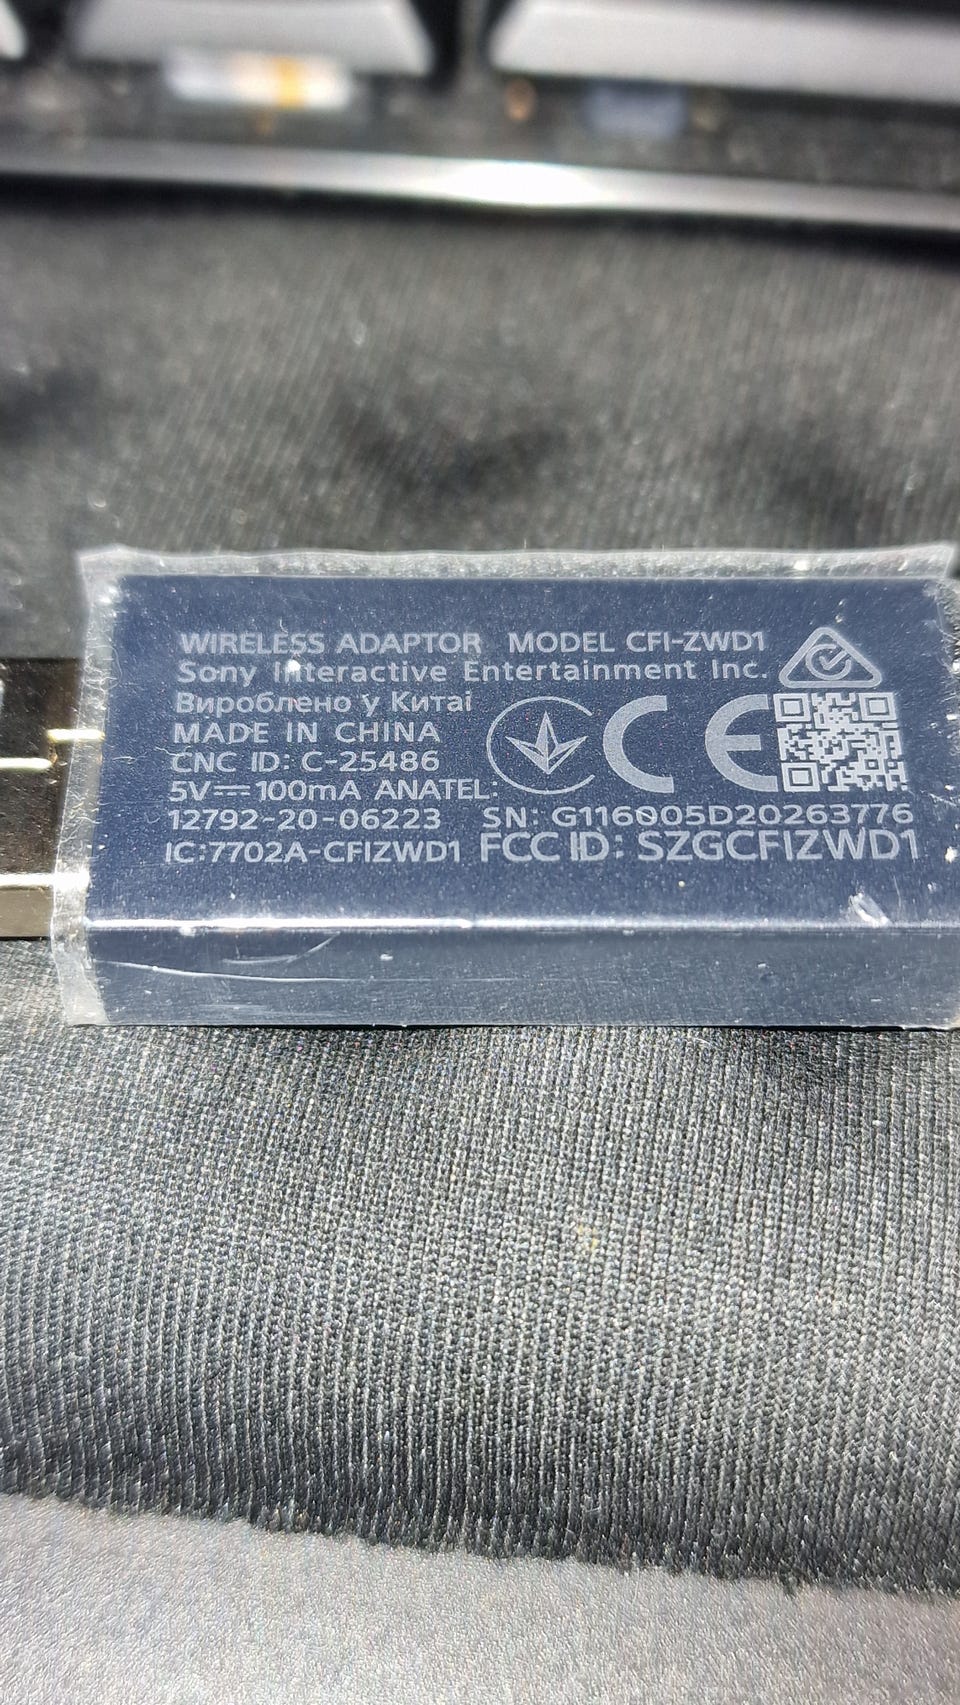 WIRELESS ADAPTOR MODEL CFI-ZWD1
Sony Interactive Entertainment Inc.
Вироблено у Китаї
MADE IN CHINA
CNC ID: C-25486
5V⎓100mA ANATEL:
12792-20-06223 SN: G116005D20263776
IC:7702A-CFIZWD1 FCC ID: SZGCFIZWD1
CE